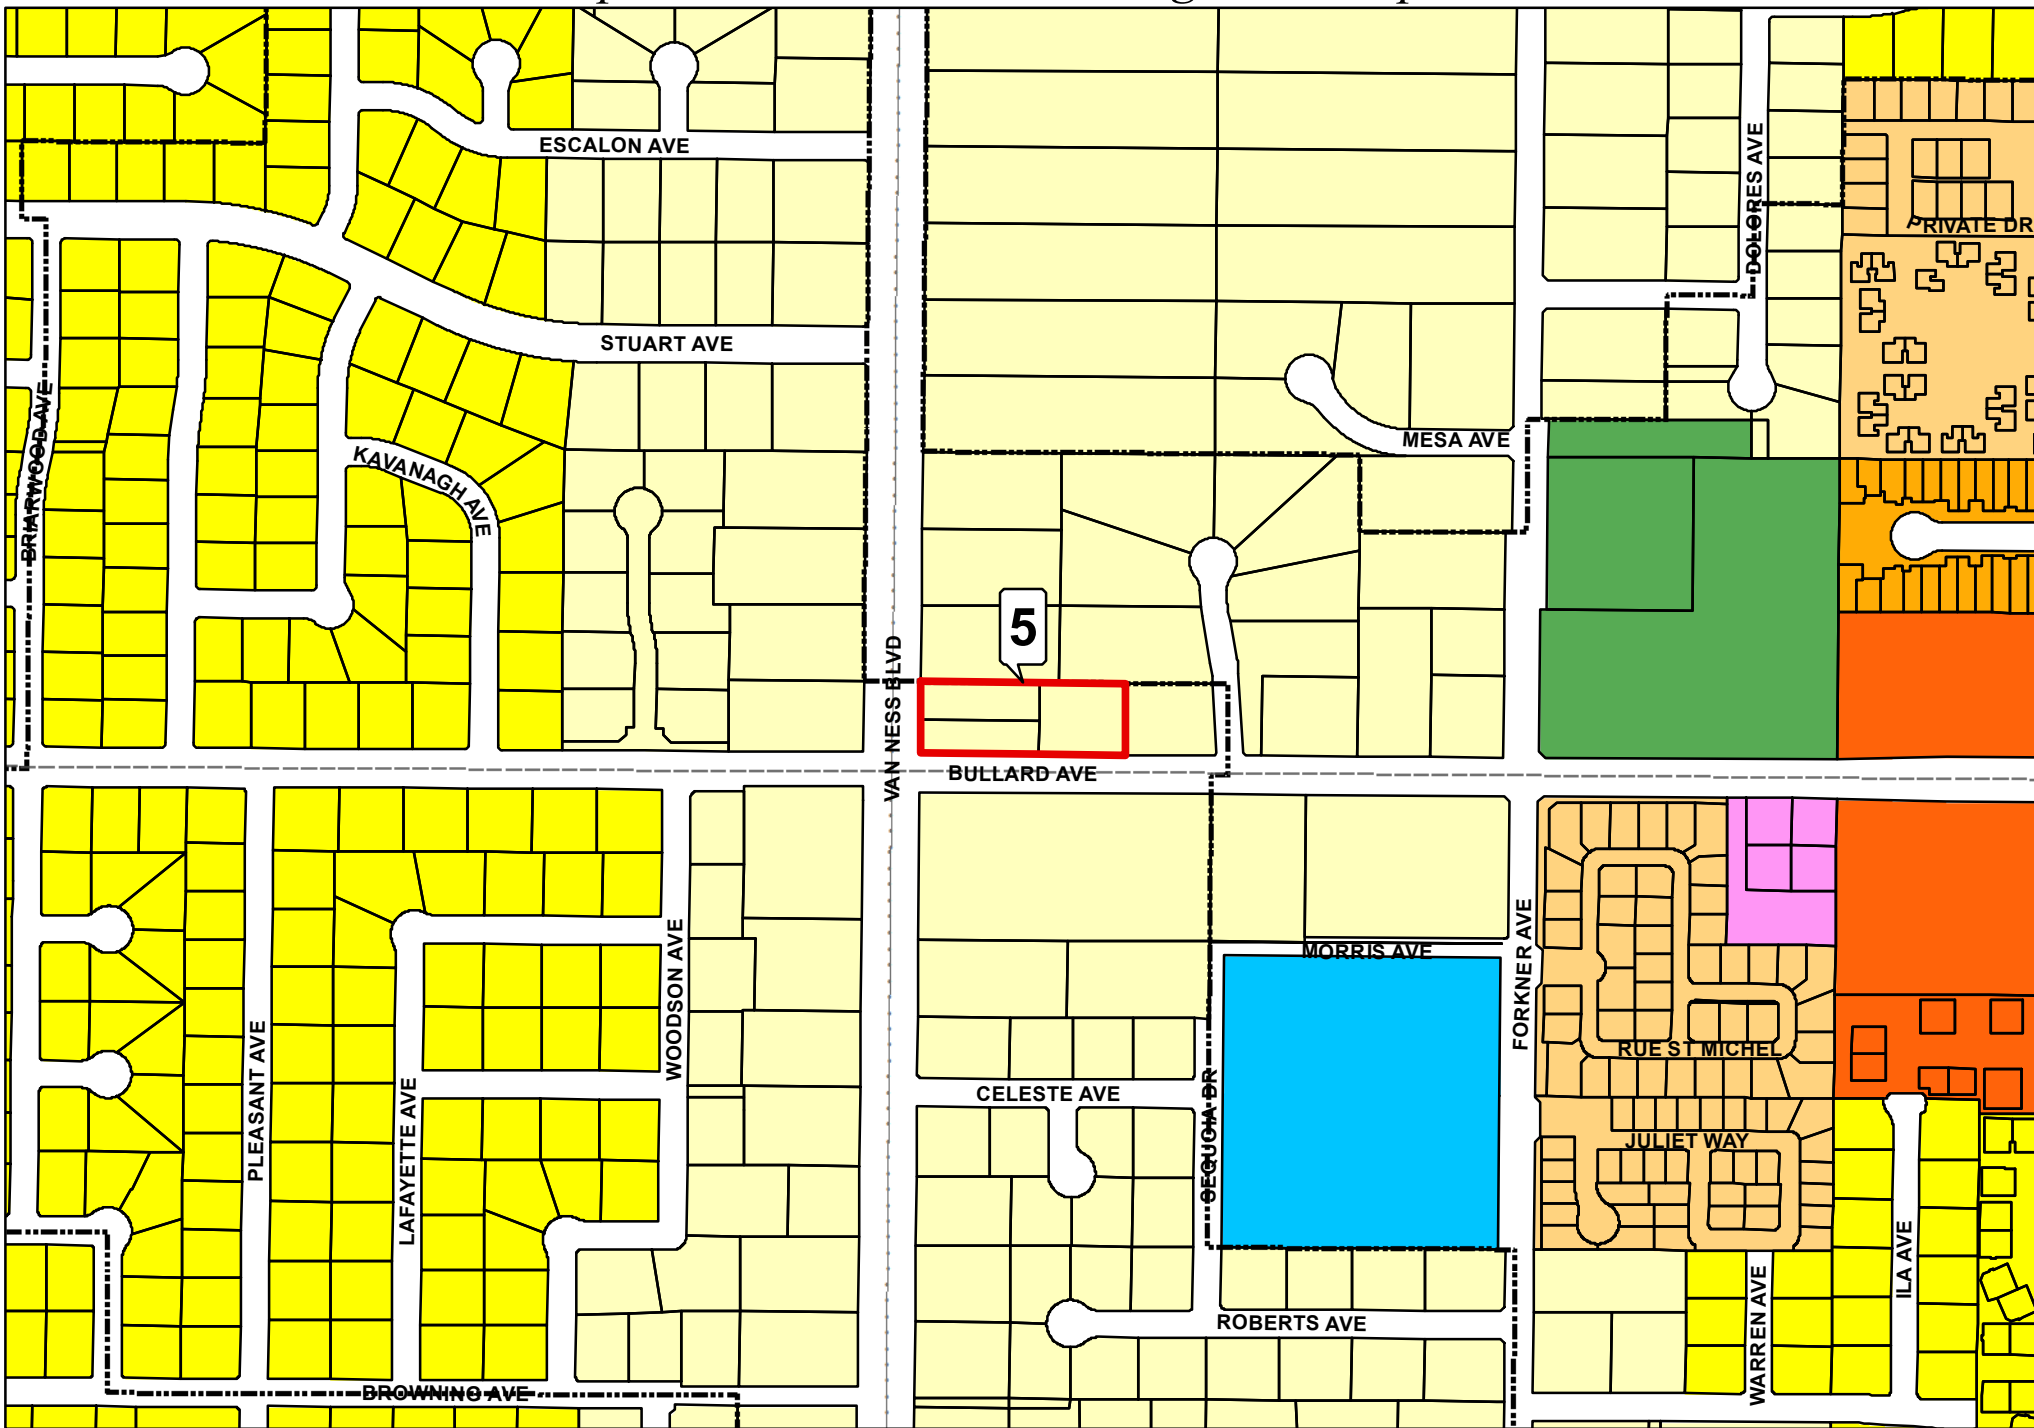 ESCALON AVE
DOLORES AVE
PRIVATE DR
STUART AVE
BRIARWOOD AVE
KAVANAGH AVE
MESA AVE
5
VAN NESS BLVD
BULLARD AVE
WOODSON AVE
FORKNER AVE
MORRIS AVE
PLEASANT AVE
RUE ST MICHEL
LAFAYETTE AVE
CELESTE AVE
SEQUOIA DR
JULIET WAY
ILA AVE
WARREN AVE
ROBERTS AVE
BROWNING AVE